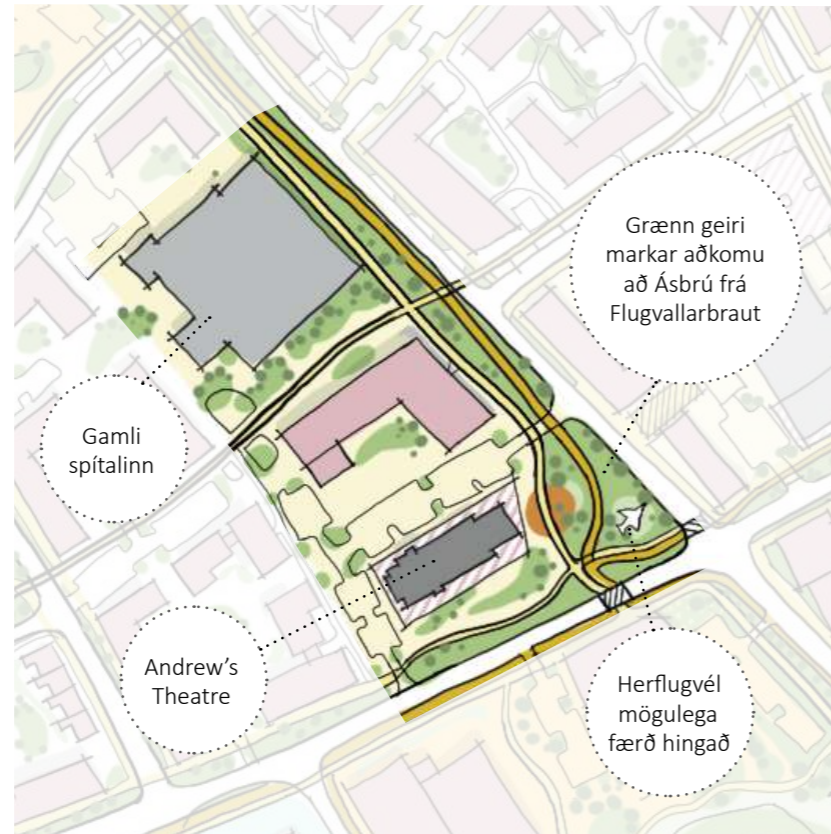 Grænn geiri
markar aðkomu
að Ásbrú frá
Flugvallarbraut
Gamli
spítalinn
Andrew's
Theatre
Herflugvél
mögulega
færð hingað